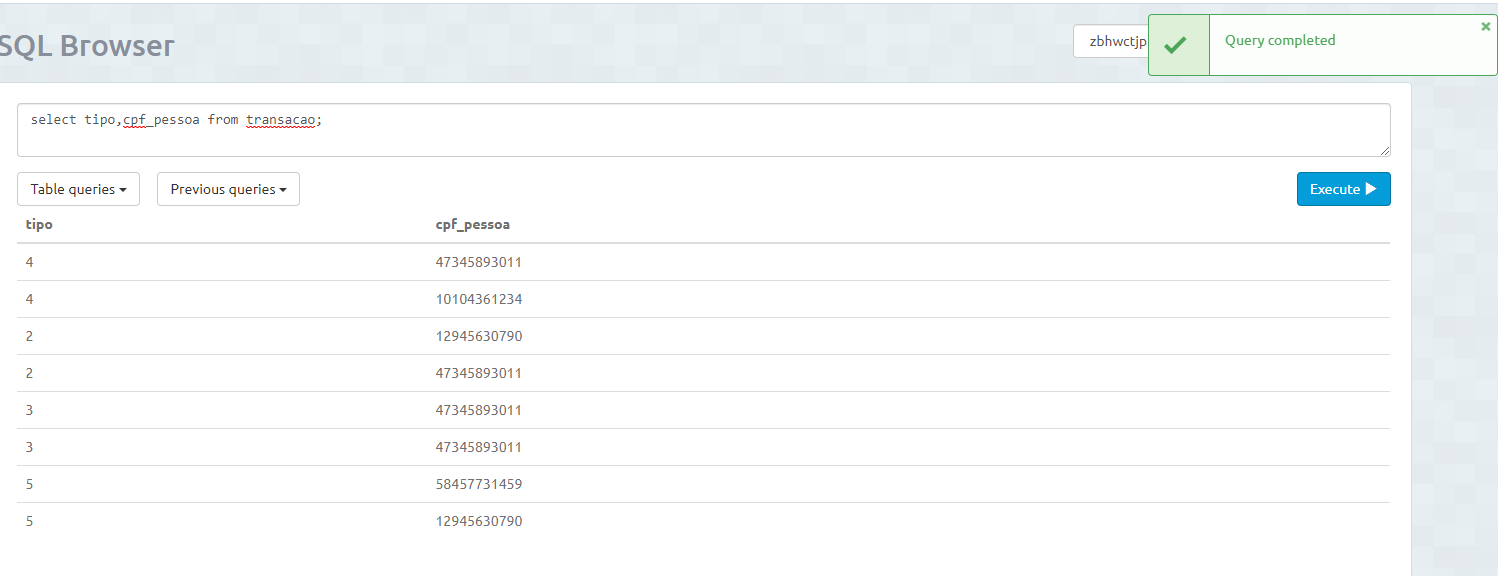 SQL Browser
zbhwctjp
Query completed
select tipo,cpf_pessoa from transacao;
Table queries
Previous queries
Execute
tipo cpf_pessoa
4 47345893011
4 10104361234
2 12945630790
2 47345893011
3 47345893011
3 47345893011
5 58457731459
5 12945630790